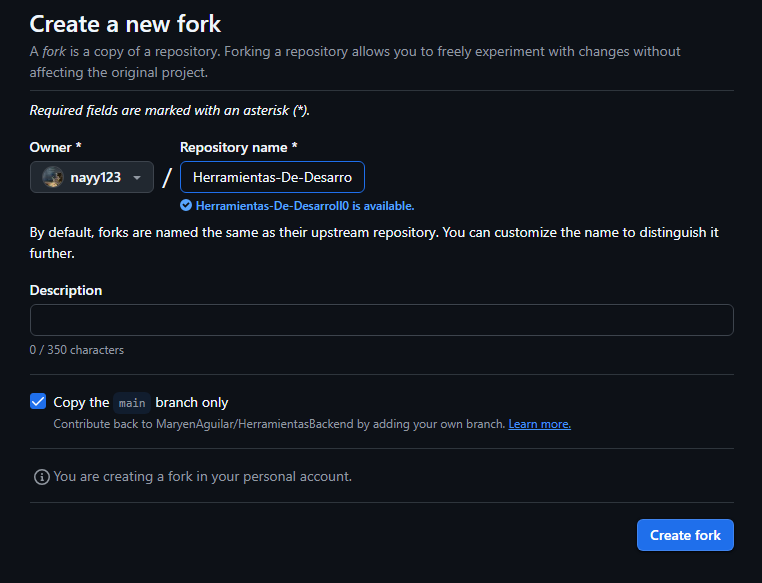 Create a new fork
A fork is a copy of a repository. Forking a repository allows you to freely experiment with changes without
affecting the original project.
Required fields are marked with an asterisk (*).
Owner *
Repository name *
nayy123
/
Herramientas-De-Desarro
Herramientas-De-Desarroll0 is available.
By default, forks are named the same as their upstream repository. You can customize the name to distinguish it
further.
Description
0 / 350 characters
Copy the main branch only
Contribute back to MaryenAguilar/HerramientasBackend by adding your own branch. Learn more.
You are creating a fork in your personal account.
Create fork